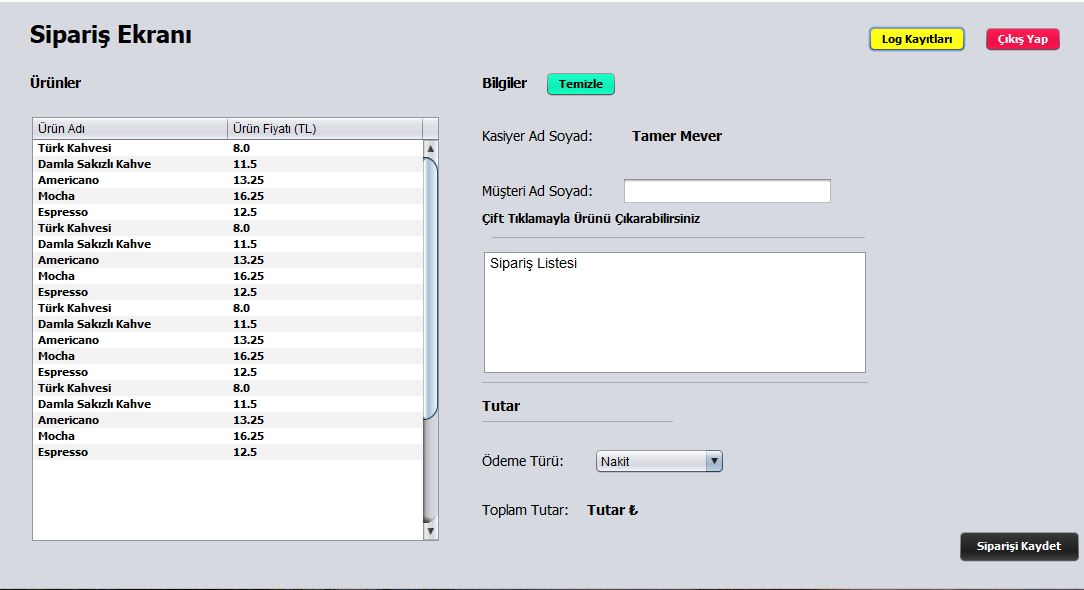 Sipariş Ekranı
Log Kayıtları
Çıkış Yap
Ürünler
Ürün Adı Ürün Fiyatı (TL)
Türk Kahvesi 8.0
Damla Sakızlı Kahve 11.5
Americano 13.25
Mocha 16.25
Espresso 12.5
Türk Kahvesi 8.0
Damla Sakızlı Kahve 11.5
Americano 13.25
Mocha 16.25
Espresso 12.5
Türk Kahvesi 8.0
Damla Sakızlı Kahve 11.5
Americano 13.25
Mocha 16.25
Espresso 12.5
Türk Kahvesi 8.0
Damla Sakızlı Kahve 11.5
Americano 13.25
Mocha 16.25
Espresso 12.5
Bilgiler
Temizle
Kasiyer Ad Soyad: Tamer Mever
Müşteri Ad Soyad:
Çift Tıklamayla Ürünü Çıkarabilirsiniz
Sipariş Listesi
Tutar
Ödeme Türü: Nakit
Toplam Tutar: Tutar ₺
Siparişi Kaydet